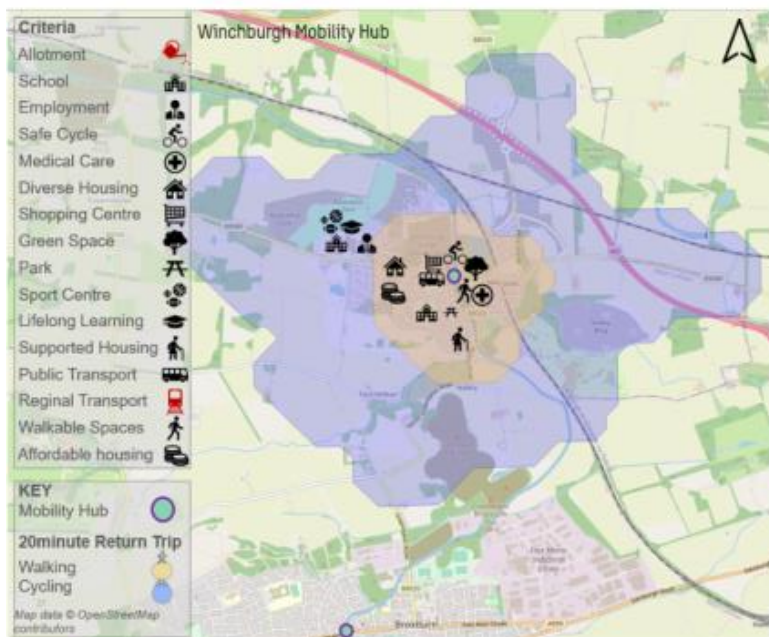 Criteria
Winchburgh Mobility Hub
Allotment
School
Employment
Safe Cycle
Medical Care
Diverse Housing
Shopping Centre
Green Space
Park
Sport Centre
Lifelong Learning
Supported Housing
Public Transport
Reginal Transport
Walkable Spaces
Affordable housing
KEY
Mobility Hub
20minute Return Trip
Walking
Cycling
Map data © OpenStreetMap
contributors
Broxburn